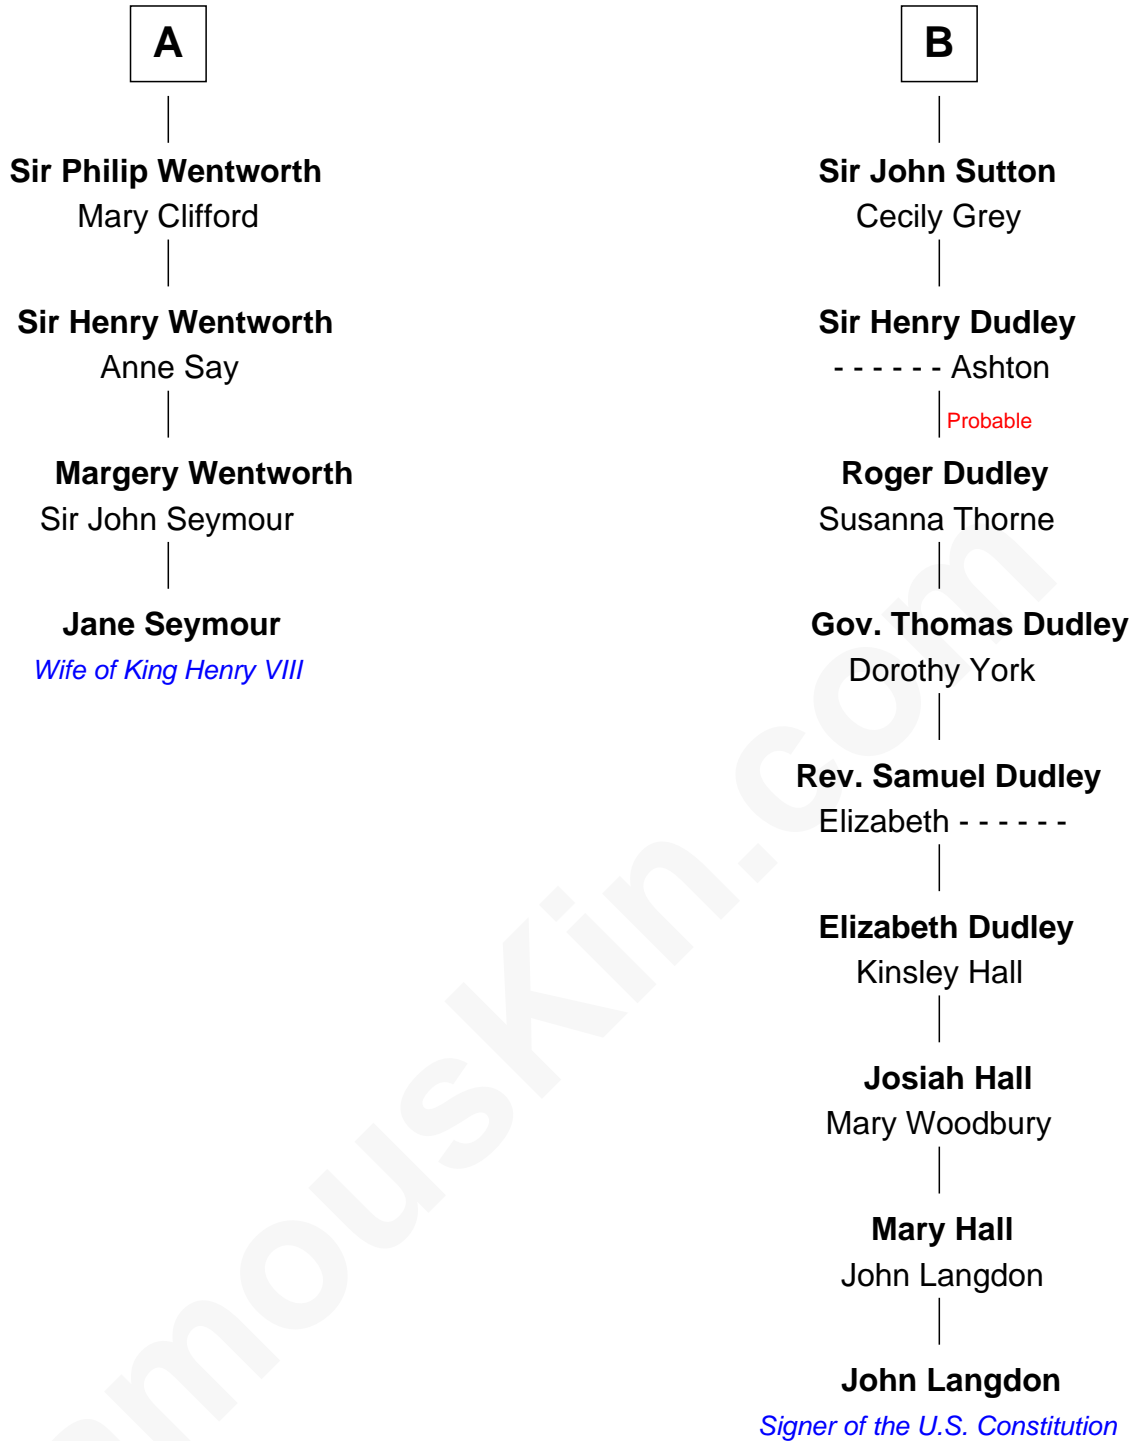 A
Sir Philip Wentworth
Mary Clifford
Sir Henry Wentworth
Anne Say
Margery Wentworth
Sir John Seymour
Jane Seymour
Wife of King Henry VIII
B
Sir John Sutton
Cecily Grey
Sir Henry Dudley
- - - - - - Ashton
Probable
Roger Dudley
Susanna Thorne
Gov. Thomas Dudley
Dorothy York
Rev. Samuel Dudley
Elizabeth - - - - - -
Elizabeth Dudley
Kinsley Hall
Josiah Hall
Mary Woodbury
Mary Hall
John Langdon
John Langdon
Signer of the U.S. Constitution
amousKin.com